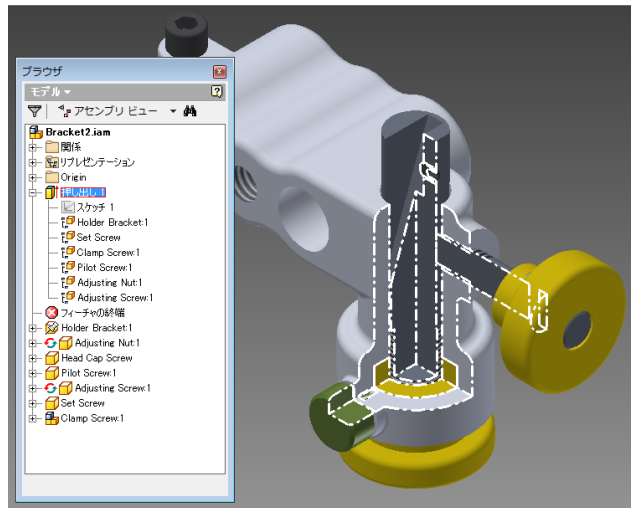 ブラウザ
モデル
アセンブリ ビュー
Bracket2.iam
関係
リプレゼンテーション
Origin
押し出し 1
スケッチ 1
Holder Bracket:1
Set Screw
Clamp Screw:1
Pilot Screw:1
Adjusting Nut:1
Adjusting Screw:1
フィーチャの終端
Holder Bracket:1
Adjusting Nut:1
Head Cap Screw
Pilot Screw:1
Adjusting Screw:1
Set Screw
Clamp Screw:1